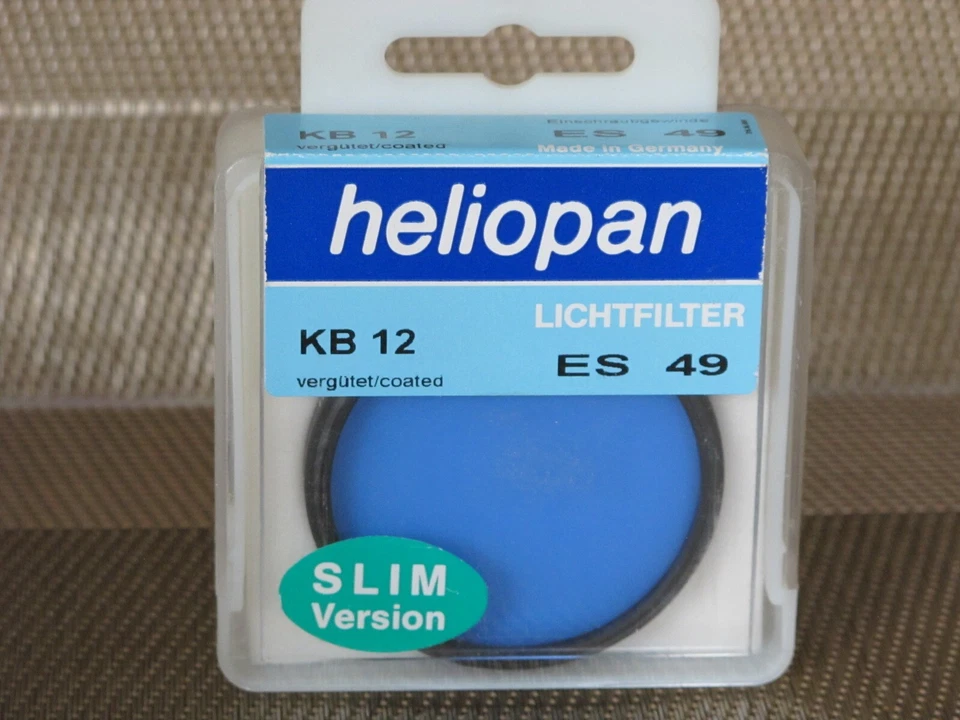 KB 12
vergütet/coated
Einschraubgewinde
ES 49
Made in Germany
heliopan
LICHTFILTER
KB 12
ES 49
vergütet/coated
SLIM
Version